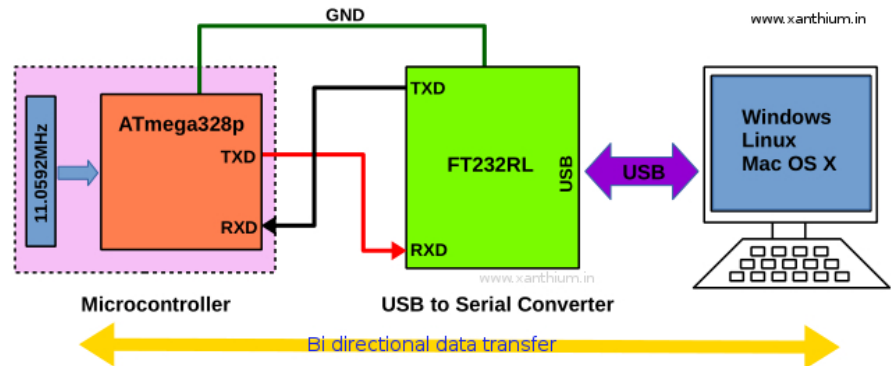 GND
www.xanthium.in
11.0592MHz
ATmega328p
TXD
RXD
TXD
FT232RL
USB
RXD
www.xanthium.in
USB
Windows
Linux
Mac OS X
Microcontroller
USB to Serial Converter
Bi directional data transfer